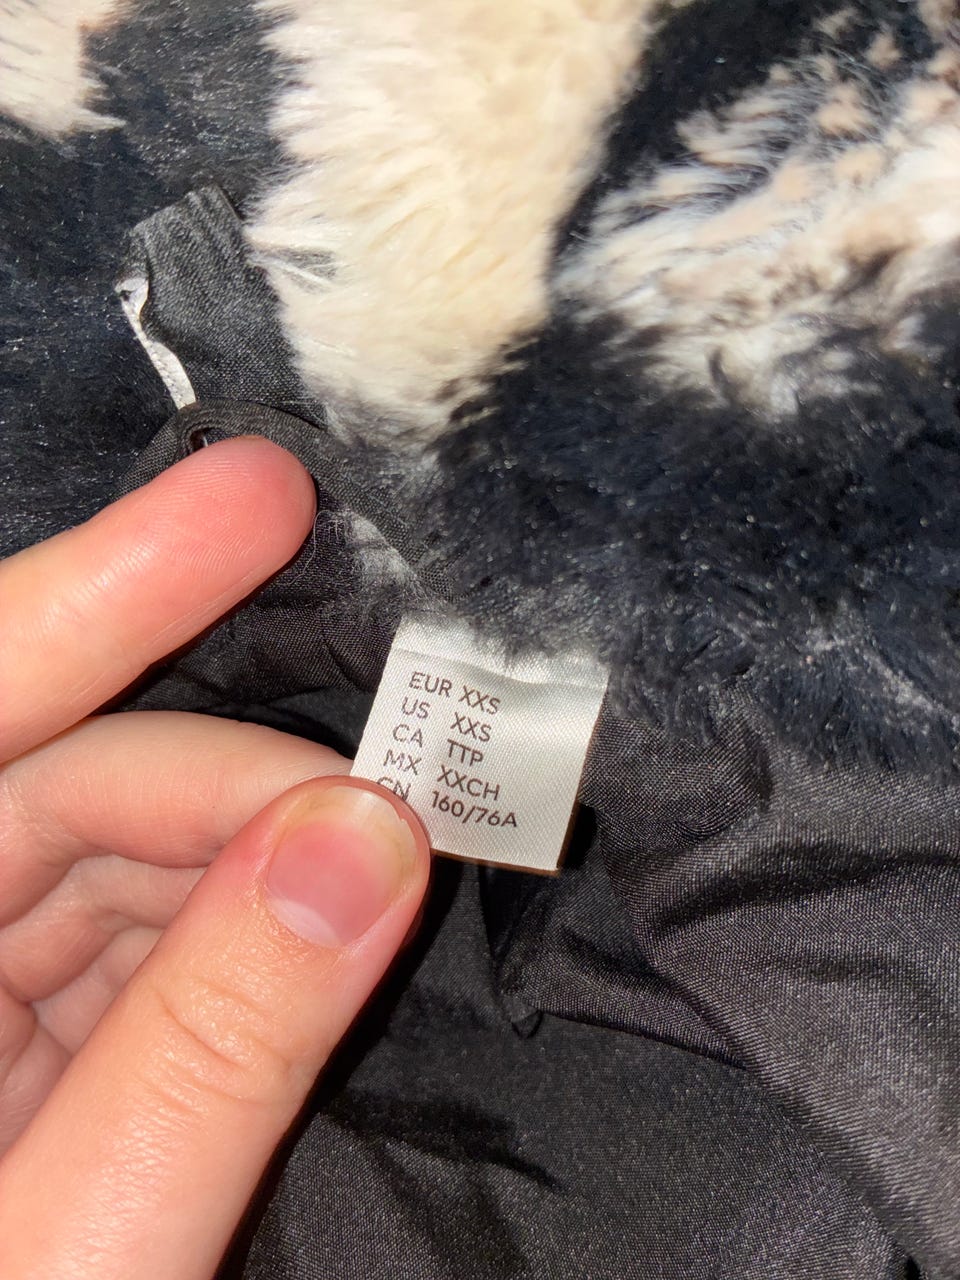 EUR XXS
US XXS
CA TTP
MX XXCH
CN 160/76A